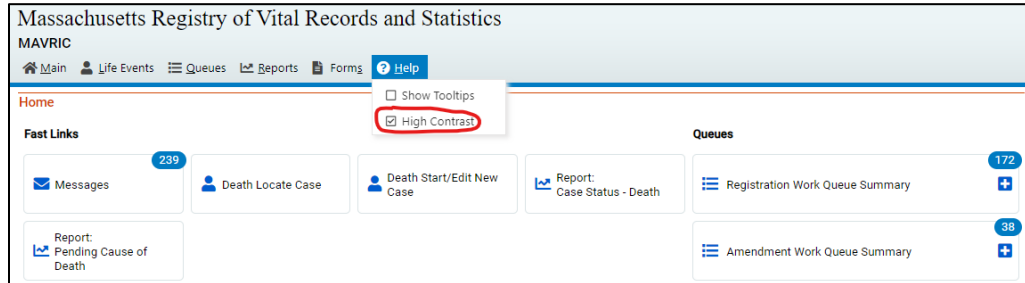 Massachusetts Registry of Vital Records and Statistics
MAVRIC
Main Life Events Queues Reports Forms Help
Show Tooltips
High Contrast
Home
Fast Links
Queues
239
Messages
Death Locate Case
Death Start/Edit New
Case
Report:
Case Status - Death
172
Registration Work Queue Summary
Report:
Pending Cause of
Death
38
Amendment Work Queue Summary